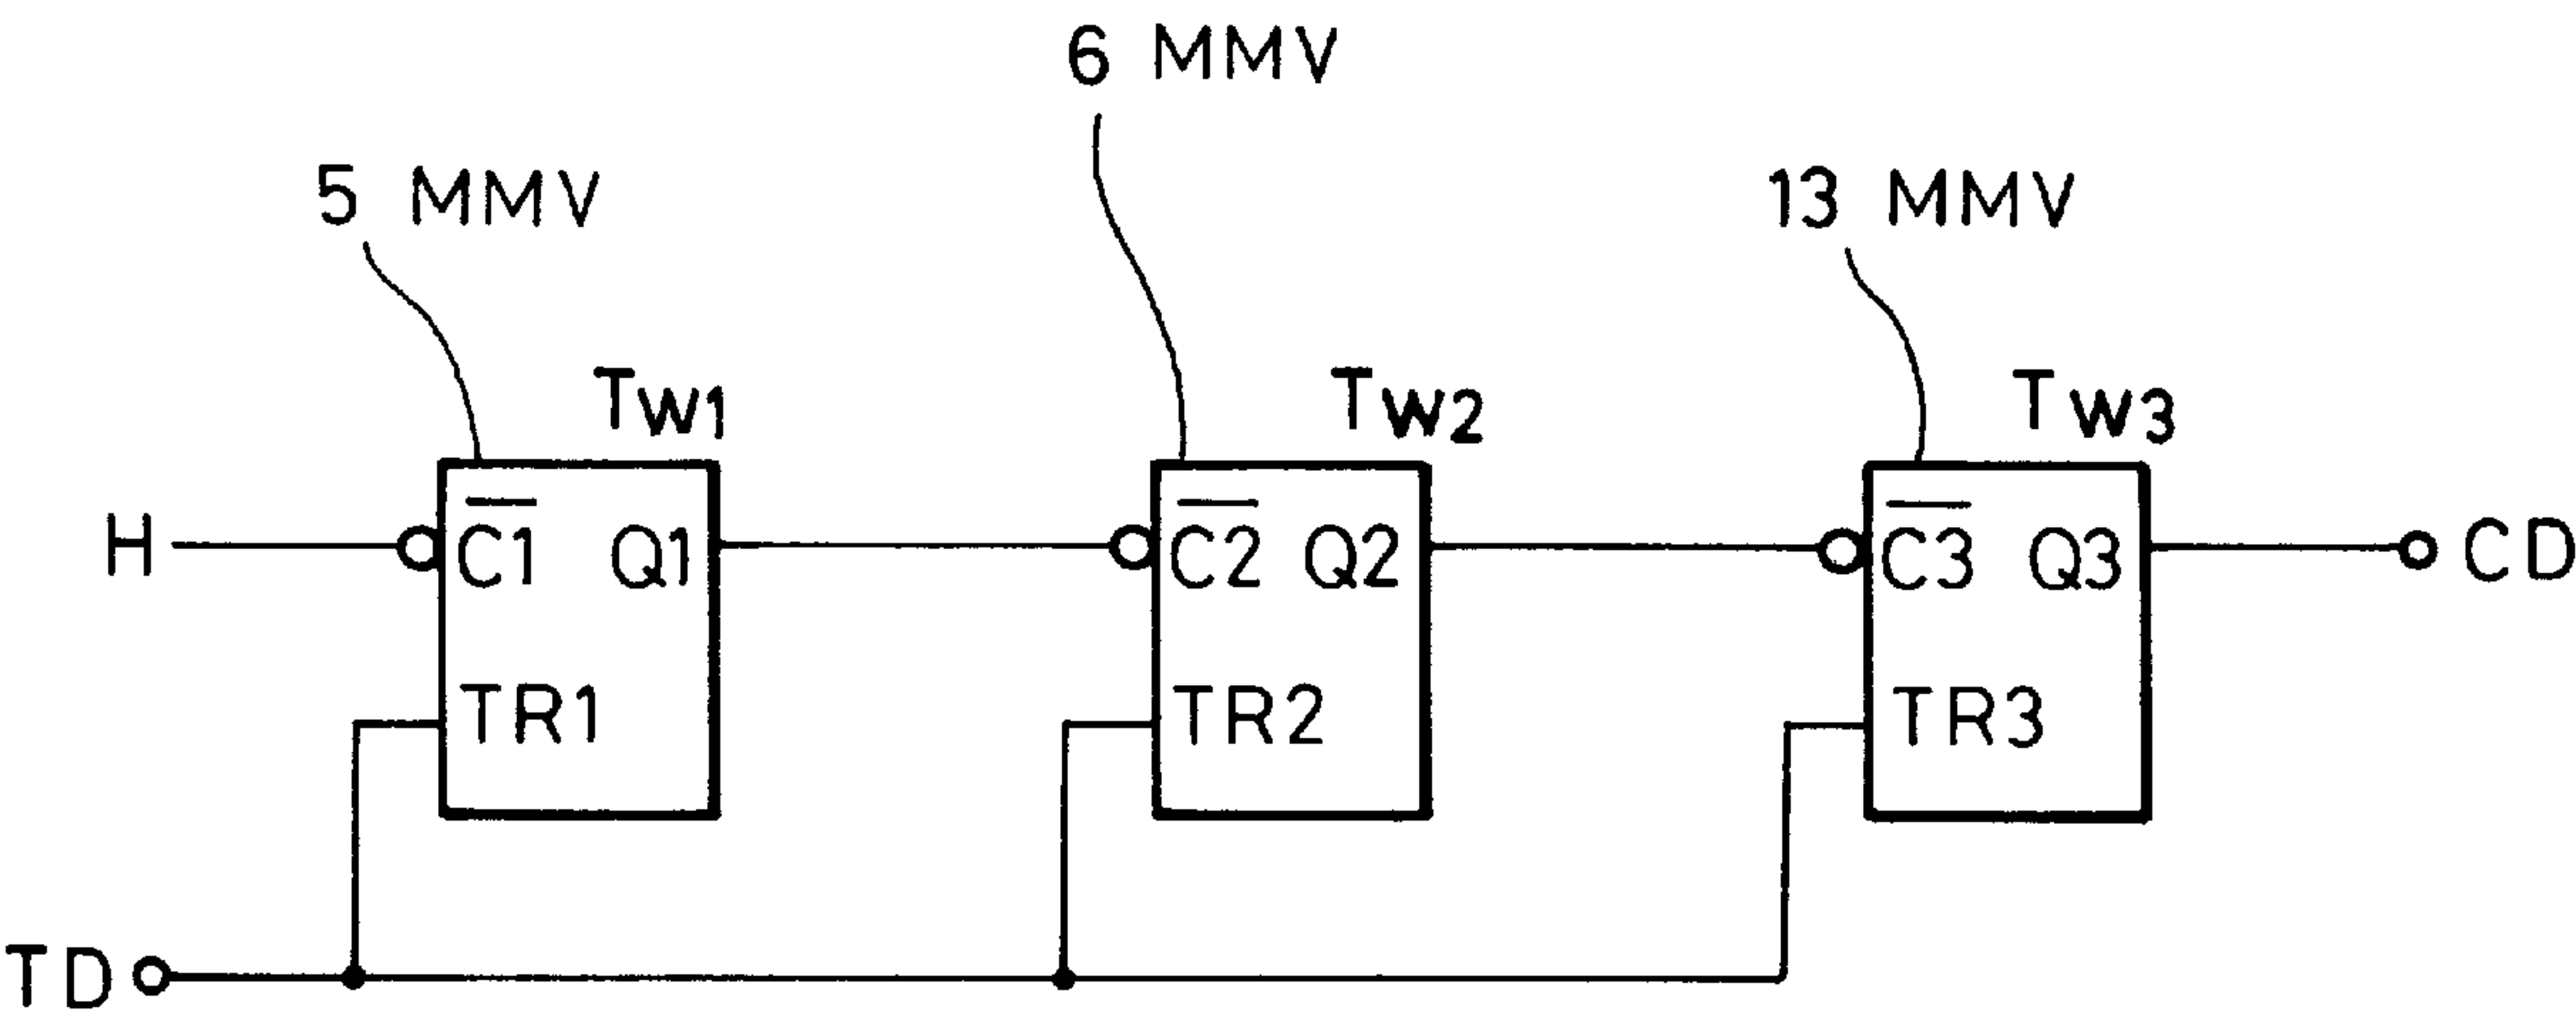 6 MMV
5 MMV
13 MMV
TW1
TW2
TW3
H
C̅1̅ Q1
C̅2̅ Q2
C̅3̅ Q3
CD
TR1
TR2
TR3
TD